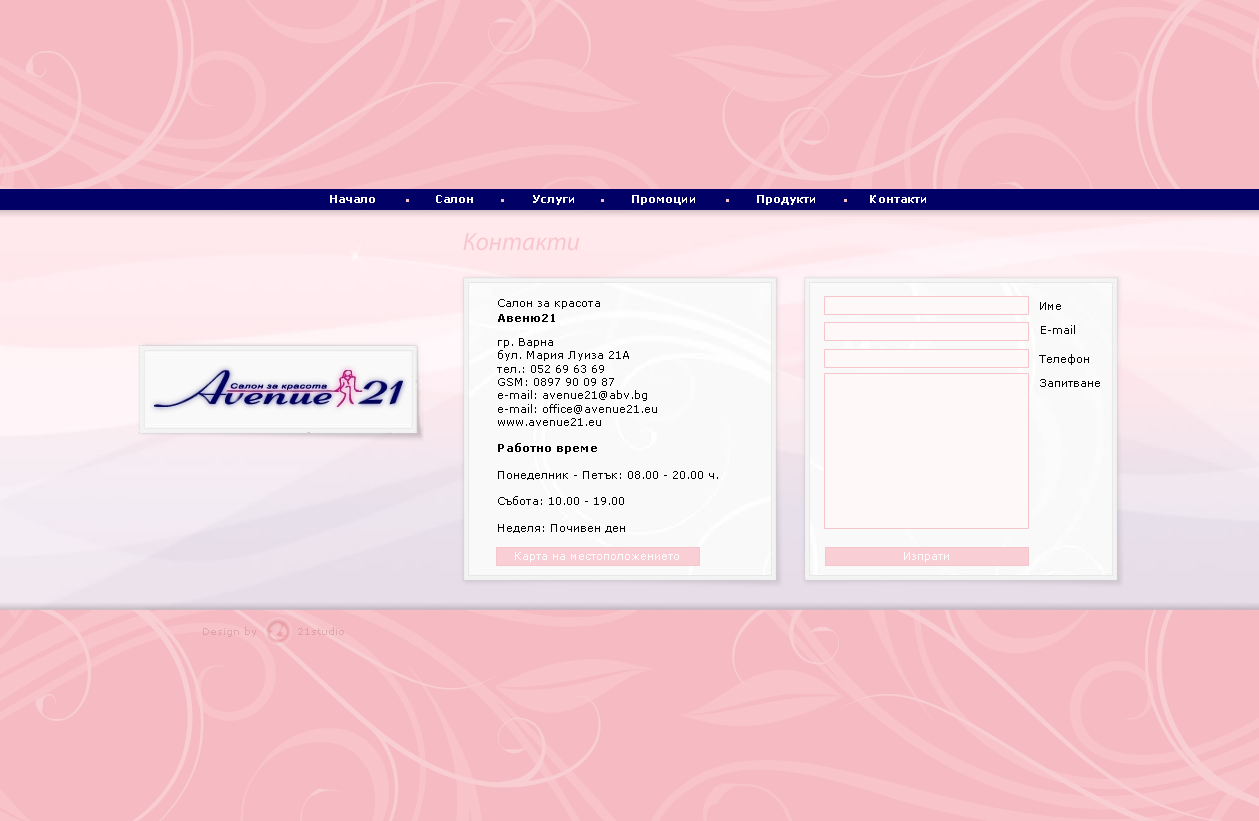 Начало
Салон
Услуги
Промоции
Продукти
Контакти
Контакти
Салон за красота
Avenue 21
Салон за красота
Авеню21
гр. Варна
бул. Мария Луиза 21А
тел.: 052 69 63 69
GSM: 0897 90 09 87
e-mail: avenue21@abv.bg
e-mail: office@avenue21.eu
www.avenue21.eu
Работно време
Понеделник - Петък: 08.00 - 20.00 ч.
Събота: 10.00 - 19.00
Неделя: Почивен ден
Карта на местоположението
Име
E-mail
Телефон
Запитване
Изпрати
Design by 21studio